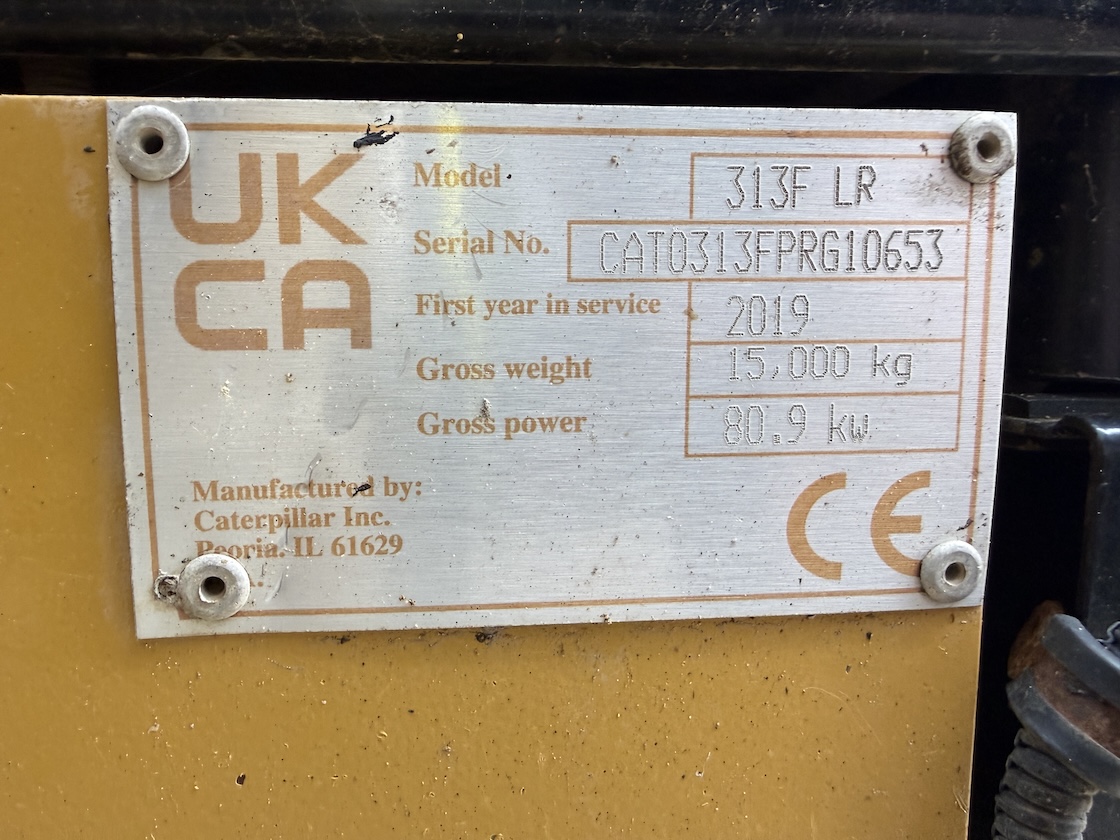 UK
CA
Model 313F LR
Serial No. CAT0313FPRG10653
First year in service 2019
Gross weight 15,000 kg
Gross power 80.9 kw
Manufactured by:
Caterpillar Inc.
Peoria, IL 61629
CE